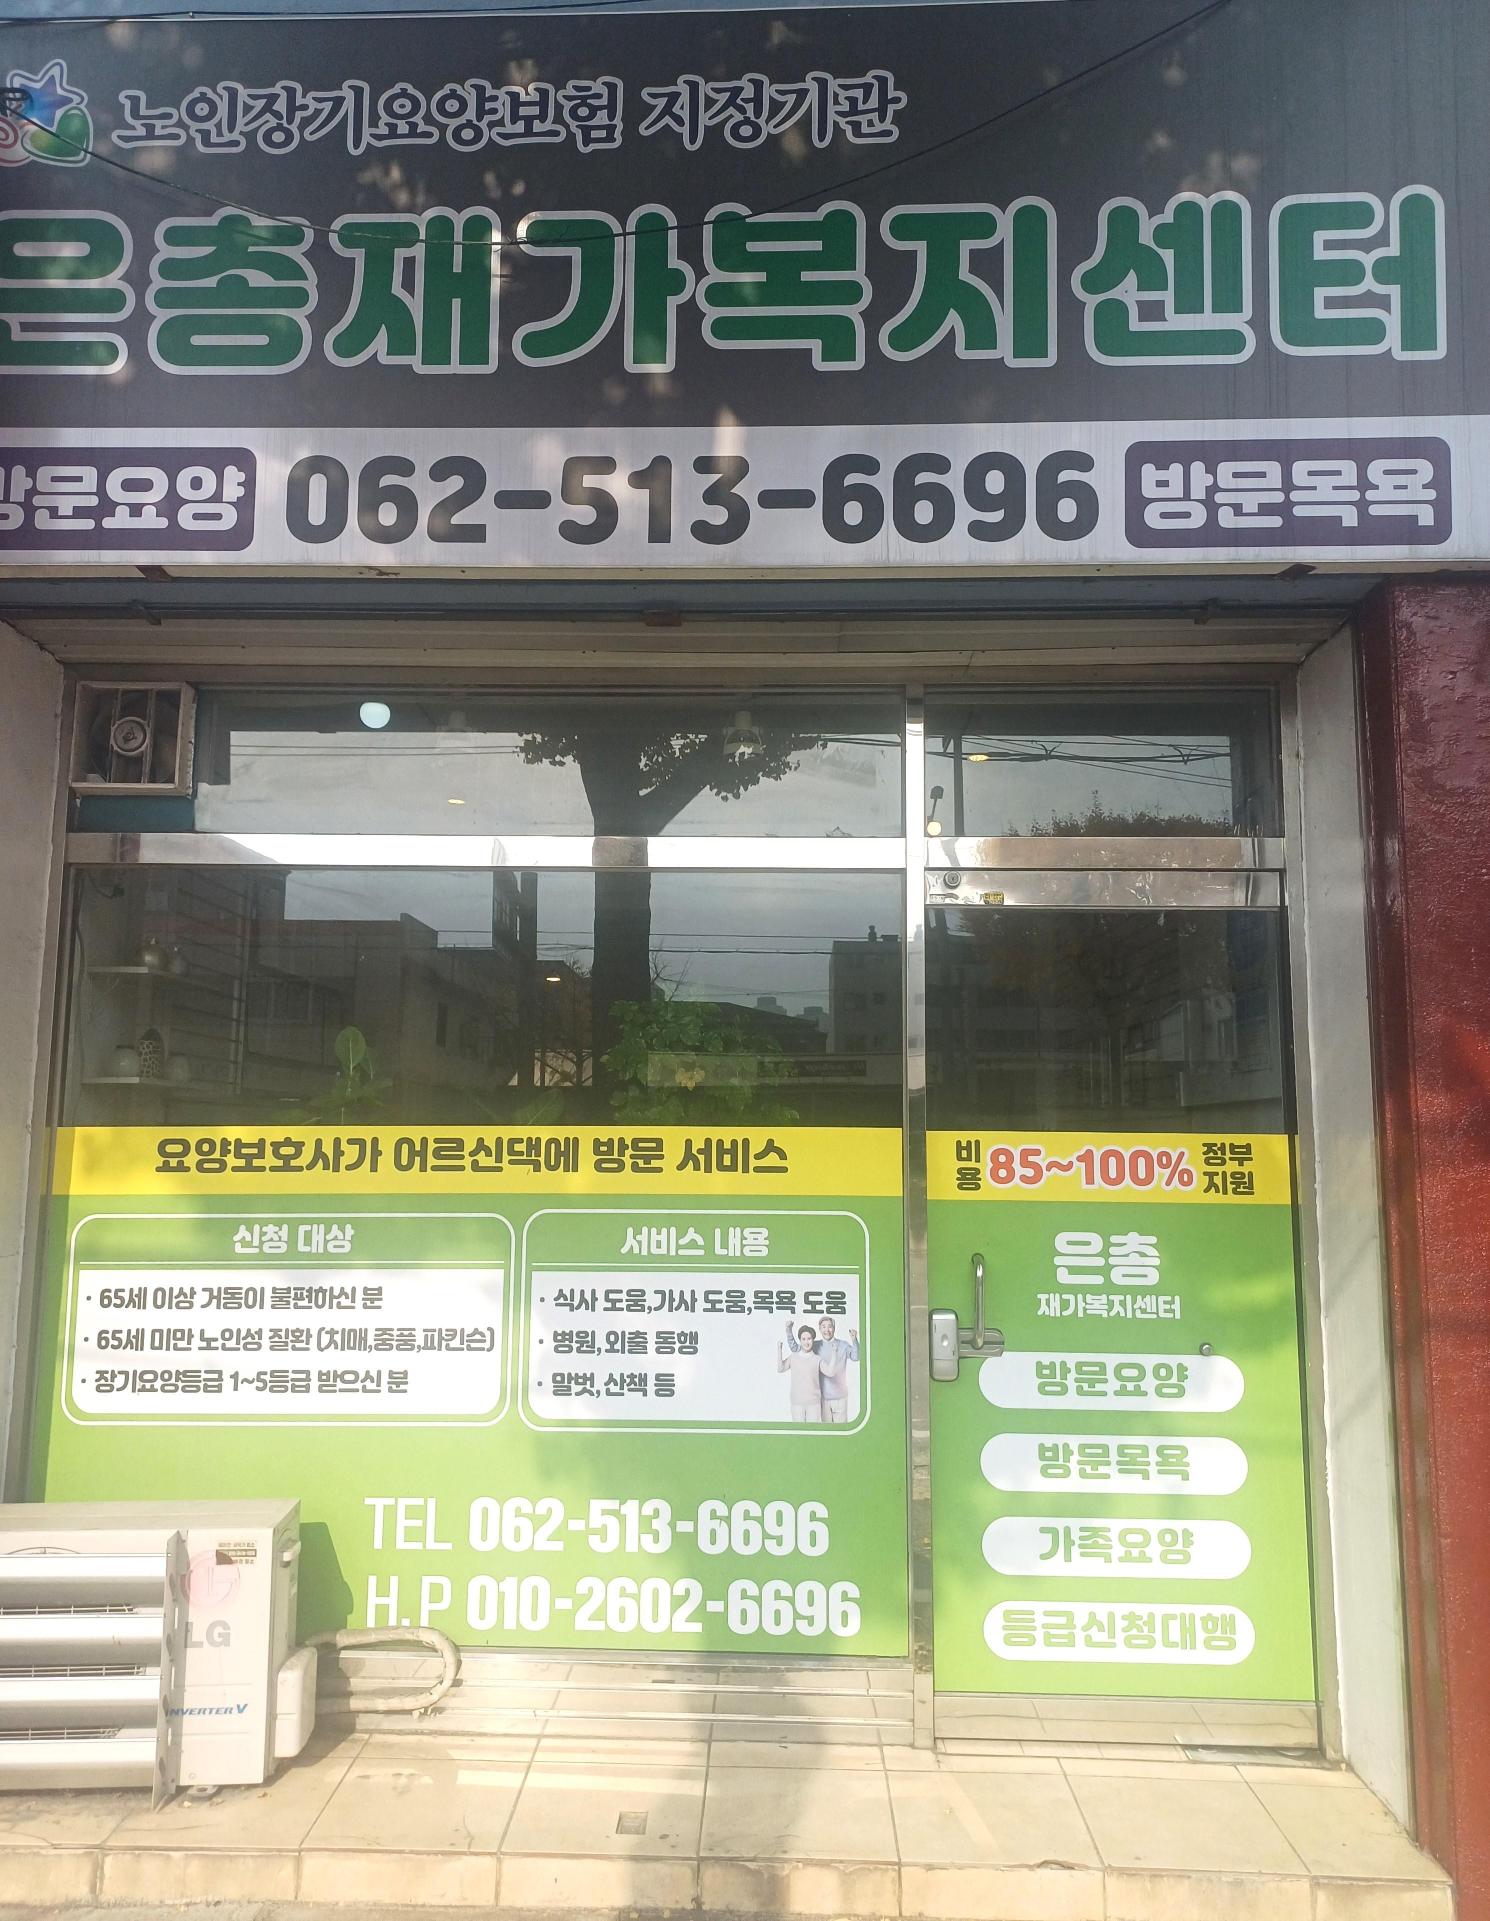 노인장기요양보험 지정기관
은총재가복지센터
방문요양 062-513-6696 방문목욕
요양보호사가 어르신댁에 방문 서비스
신청 대상
· 65세 이상 거동이 불편하신 분
· 65세 미만 노인성 질환 (치매,중풍,파킨슨)
· 장기요양등급 1~5등급 받으신 분
서비스 내용
· 식사 도움,가사 도움,목욕 도움
· 병원,외출 동행
· 말벗,산책 등
TEL 062-513-6696
H.P 010-2602-6696
비용 85~100% 정부지원
은총
재가복지센터
방문요양
방문목욕
가족요양
등급신청대행
LG
INVERTER V